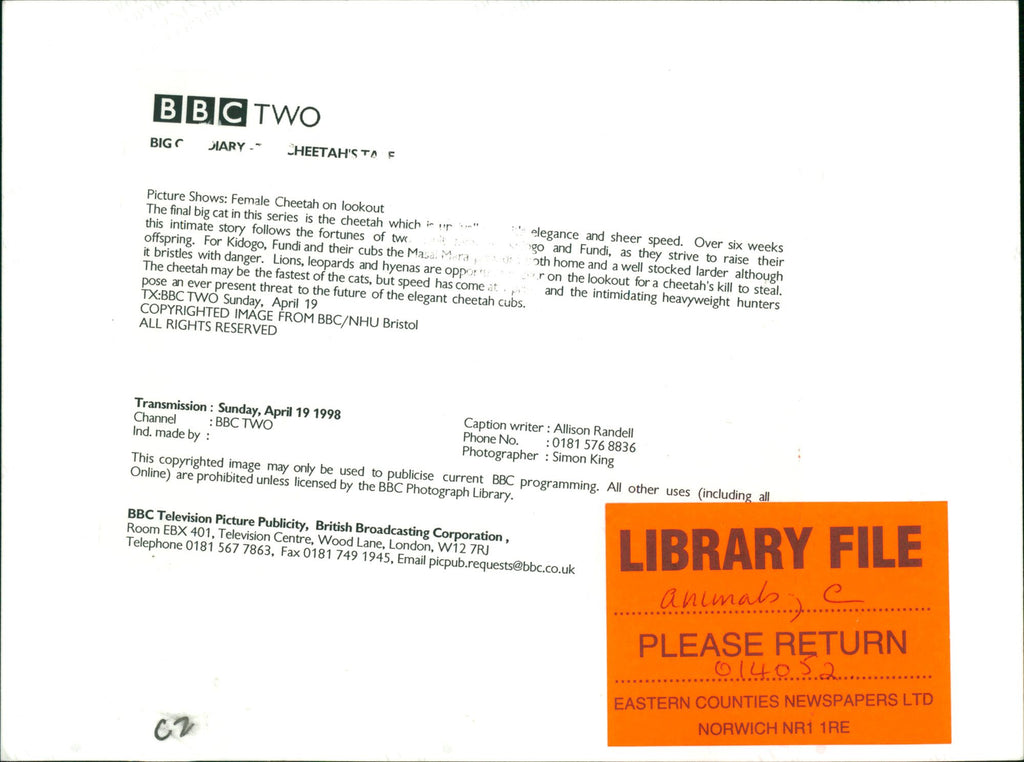 BBC TWO
BIG DIARY - CHEETAH'S
Picture Shows: Female Cheetah on lookout
The final big cat in this series is the cheetah which elegance and sheer speed. Over six weeks
this intimate story follows the fortunes of and Fundi, as they strive to raise their
offspring. For Kidogo, Fundi and their cubs the Masai Mara both home and a well stocked larder although
it bristles with danger. Lions, leopards and hyenas are on the lookout for a cheetah's kill to steal.
The cheetah may be the fastest of the cats, but speed has come at and the intimidating heavyweight hunters
pose an ever present threat to the future of the elegant cheetah cubs.
TX:BBC TWO Sunday, April 19
COPYRIGHTED IMAGE FROM BBC/NHU Bristol
ALL RIGHTS RESERVED
Transmission : Sunday, April 19 1998
Channel : BBC TWO
Ind. made by :
Caption writer : Allison Randell
Phone No. : 0181 576 8836
Photographer : Simon King
This copyrighted image may only be used to publicise current BBC programming. All other uses (including all
Online) are prohibited unless licensed by the BBC Photograph Library.
BBC Television Picture Publicity, British Broadcasting Corporation ,
Room EBX 401, Television Centre, Wood Lane, London, W12 7RJ
Telephone 0181 567 7863, Fax 0181 749 1945, Email picpub.requests@bbc.co.uk
LIBRARY FILE
animals, C
PLEASE RETURN
014052
EASTERN COUNTIES NEWSPAPERS LTD
NORWICH NR1 1RE
C2